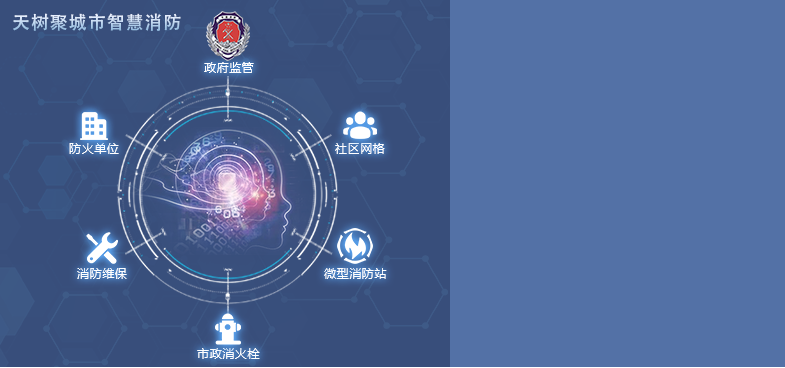 天树聚城市智慧消防
政府监管
防火单位
社区网格
消防维保
微型消防站
市政消火栓